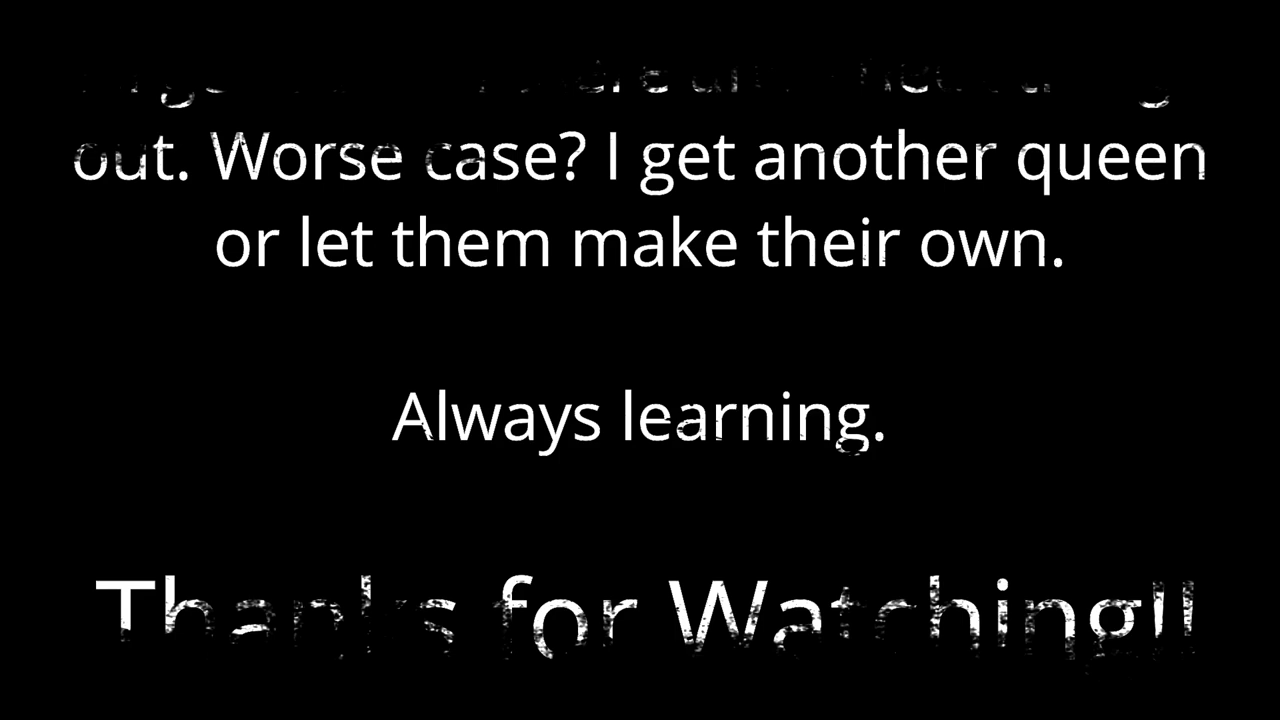 out. Worse case? I get another queen
or let them make their own.
Always learning.
Thanks for Watching!!